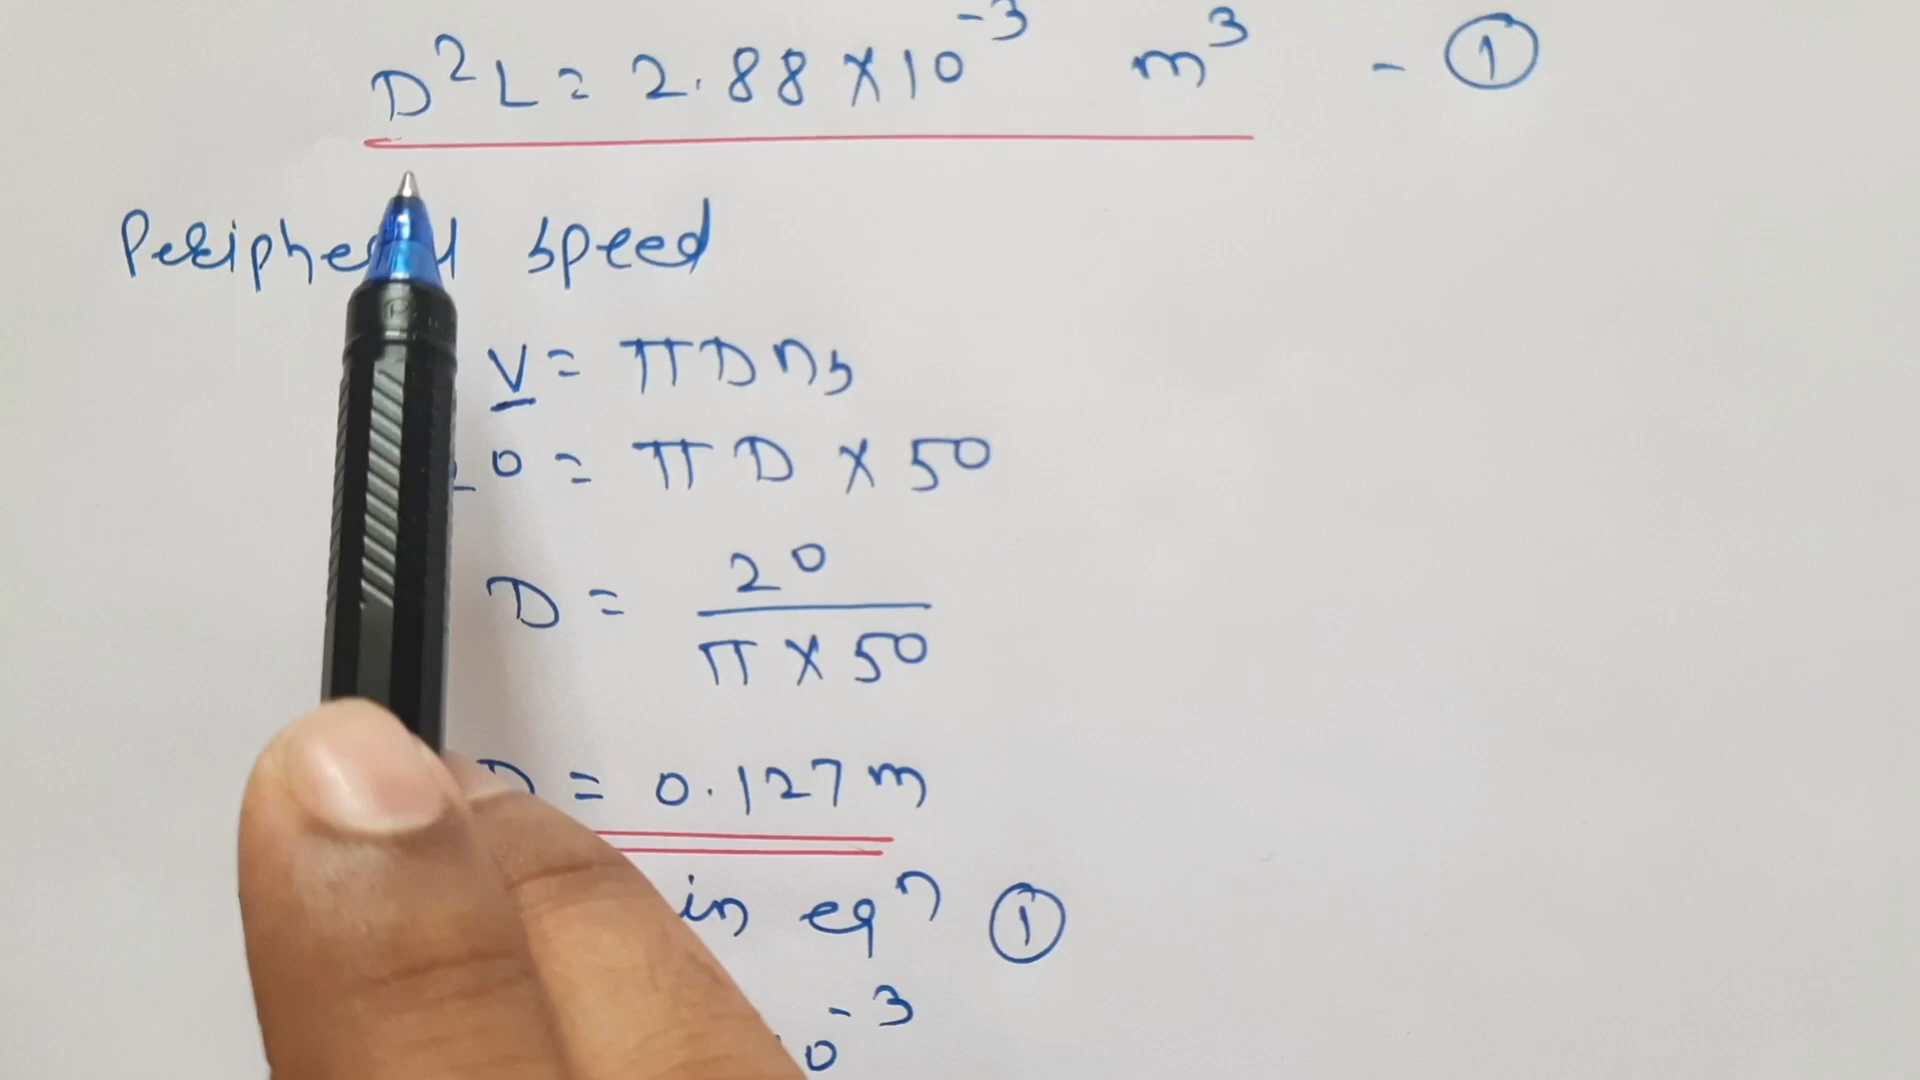 D²L = 2.88 × 10⁻³ m³ - ①
speed
V = πDns
= πD × 50
D = 20 / π × 50
D = 0.127 m
in eqn ①
-3